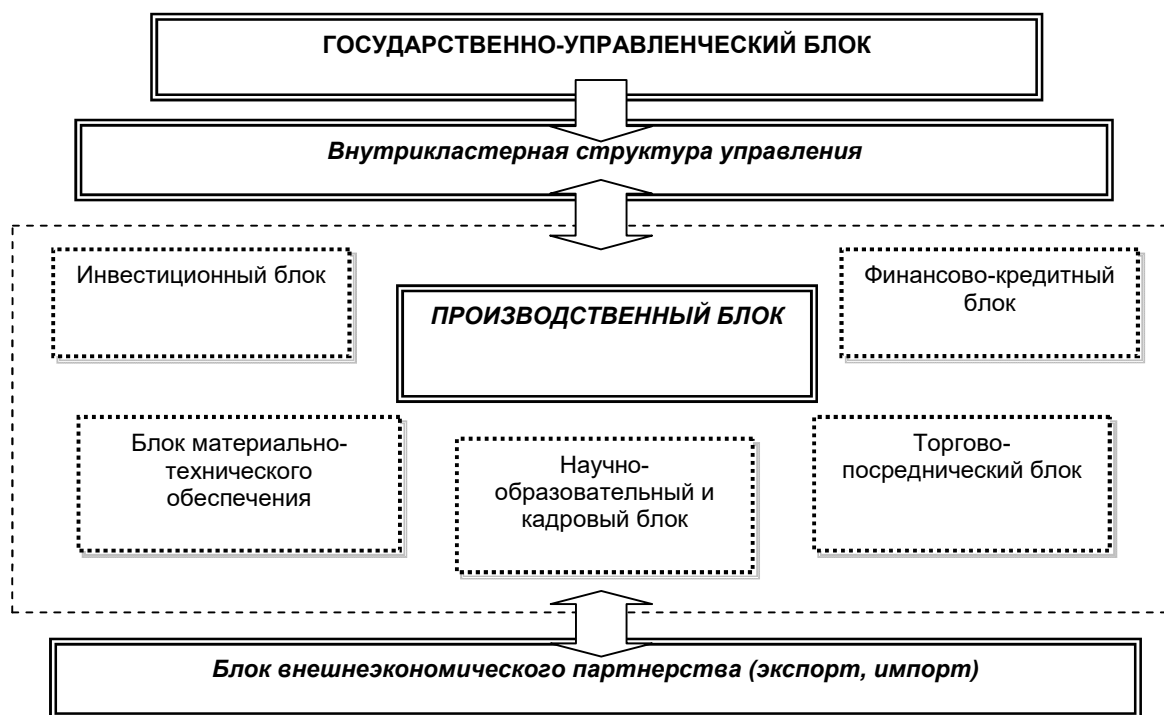 ГОСУДАРСТВЕННО-УПРАВЛЕНЧЕСКИЙ БЛОК
Внутрикластерная структура управления
Инвестиционный блок
Финансово-кредитный
блок
ПРОИЗВОДСТВЕННЫЙ БЛОК
Блок материально-
технического
обеспечения
Научно-
образовательный и
кадровый блок
Торгово-
посреднический блок
Блок внешнеэкономического партнерства (экспорт, импорт)